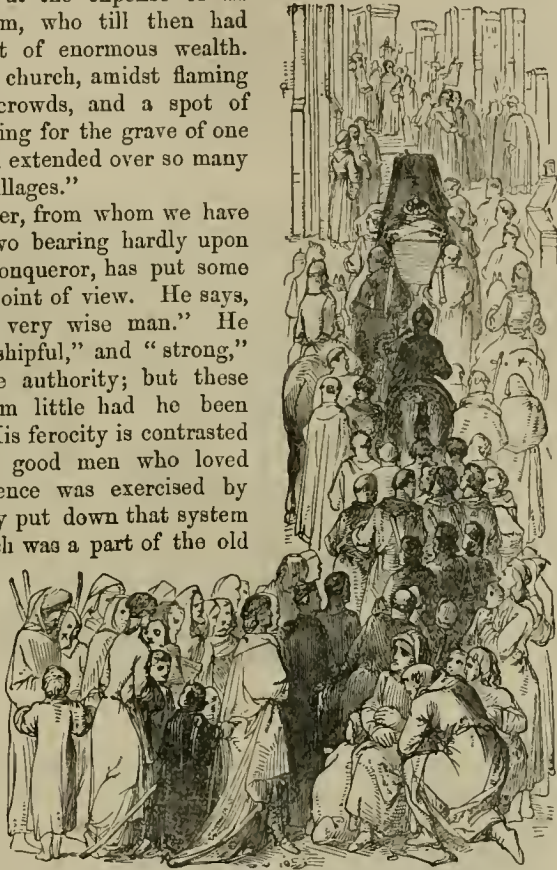 at the expense of
m, who till then had
t of enormous wealth.
church, amidst flaming
crowds, and a spot of
ing for the grave of one
extended over so many
llages.”
er, from whom we have
wo bearing hardly upon
onqueror, has put some
oint of view. He says,
very wise man.” He
shipful,” and “strong,”
e authority; but these
m little had he been
is ferocity is contrasted
good men who loved
ence was exercised by
y put down that system
ch was a part of the old